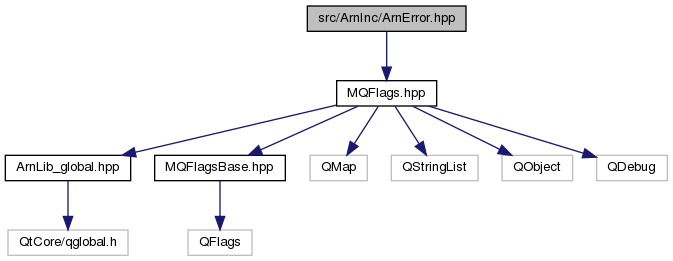 src/ArnInc/ArnError.hpp
MQFlags.hpp
ArnLib_global.hpp
MQFlagsBase.hpp
QMap
QStringList
QObject
QDebug
QtCore/qglobal.h
QFlags